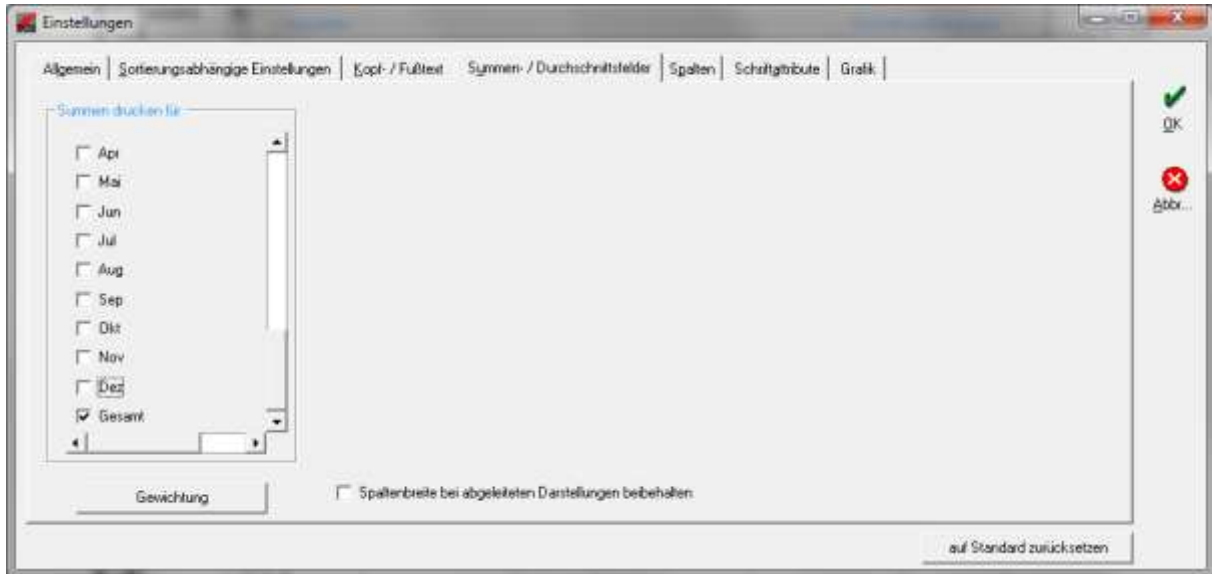 Einstellungen
Allgemein Sortierungsabhängige Einstellungen Kopf- / Fußtext Summen- / Durchschnittsfelder Spalten Schriftattribute Grafik
Summen drucken für
Apr
Mai
Jun
Jul
Aug
Sep
Okt
Nov
Dez
Gesamt
Gewichtung
Spaltenbreite bei abgeleiteten Darstellungen beibehalten
OK
Abbr...
auf Standard zurücksetzen